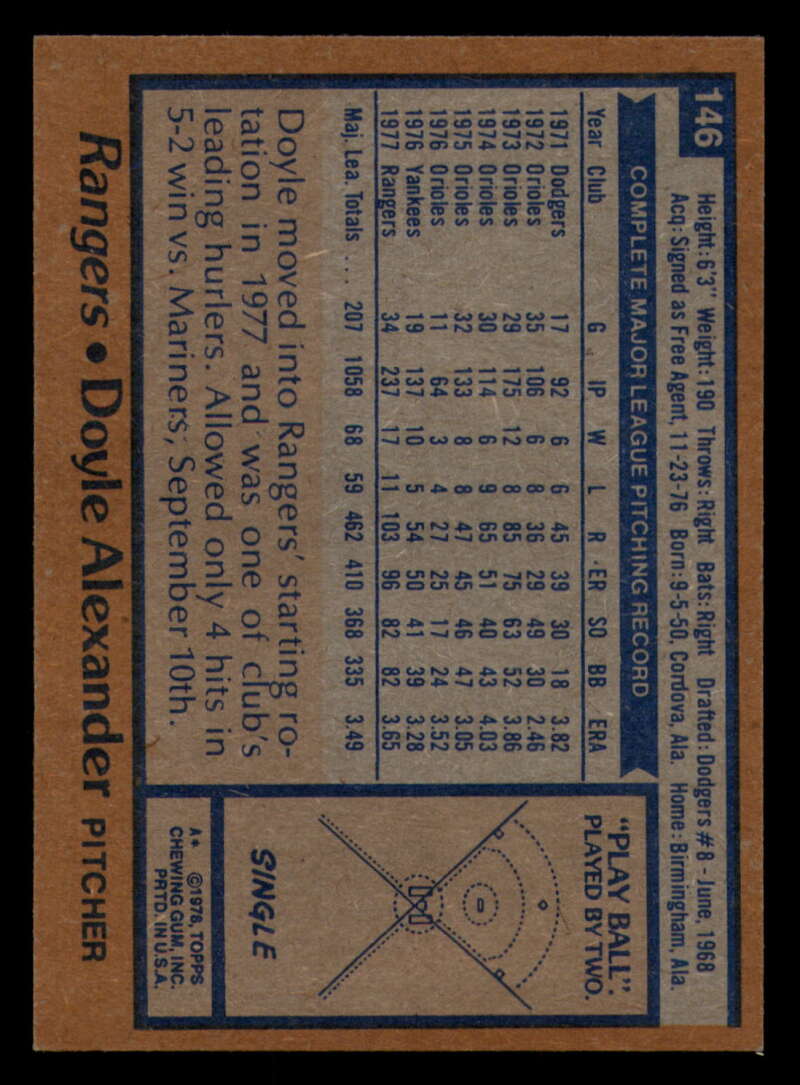 146
Height: 6'3" Weight: 190 Throws: Right Bats: Right Drafted: Dodgers #8 - June, 1968
Acq: Signed as Free Agent, 11-23-76 Born: 9-5-50, Cordova, Ala. Home: Birmingham, Ala.
COMPLETE MAJOR LEAGUE PITCHING RECORD
Year Club G IP W L R ER SO BB ERA
1971 Dodgers 17 92 6 6 45 39 30 18 3.82
1972 Orioles 35 106 6 8 36 29 49 30 2.46
1973 Orioles 29 175 12 8 85 75 63 52 3.86
1974 Orioles 30 114 6 9 65 51 40 43 4.03
1975 Orioles 32 133 8 8 47 45 46 47 3.05
1976 Orioles 11 64 3 4 27 25 17 24 3.52
1976 Yankees 19 137 10 5 54 50 41 39 3.28
1977 Rangers 34 237 17 11 103 96 82 82 3.65
Maj. Lea. Totals ... 207 1058 68 59 462 410 368 335 3.49
Doyle moved into Rangers' starting ro-
tation in 1977 and was one of club's
leading hurlers. Allowed only 4 hits in
5-2 win vs. Mariners, September 10th.
"PLAY BALL":
PLAYED BY TWO.
SINGLE
A* ©1978, TOPPS
CHEWING GUM, INC.
PRTD. IN U.S.A.
Rangers • Doyle Alexander PITCHER